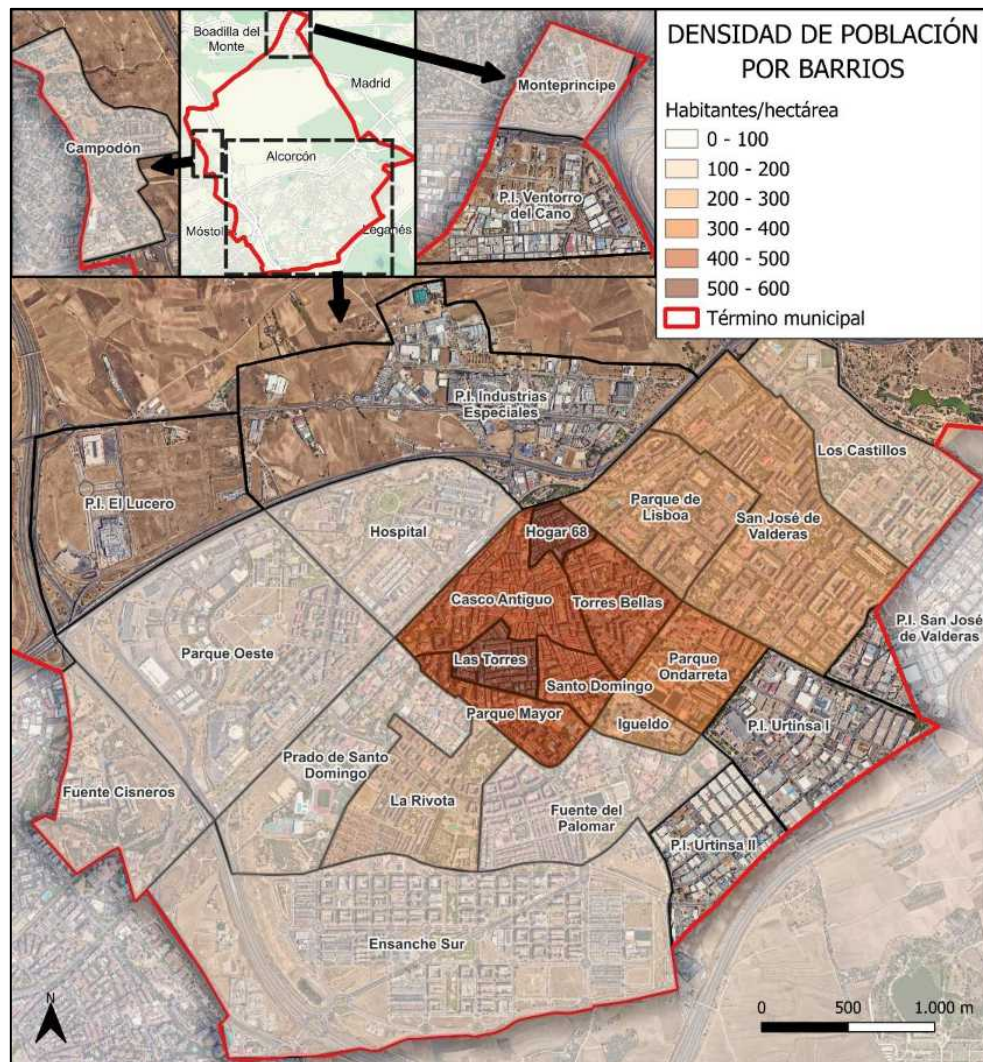 DENSIDAD DE POBLACIÓN
POR BARRIOS
Habitantes/hectárea
0 - 100
100 - 200
200 - 300
300 - 400
400 - 500
500 - 600
Término municipal
Boadilla del
Monte
Madrid
Alcorcón
Móstoles
Leganés
Campodón
Montepríncipe
P.I. Ventorro
del Cano
P.I. Industrias
Especiales
P.I. El Lucero
Hospital
Los Castillos
Parque de
Lisboa
San José de
Valderas
Hogar 68
Casco Antiguo
Torres Bellas
P.I. San José
de Valderas
Parque Oeste
Las Torres
Parque
Ondarreta
Santo Domingo
Parque Mayor
Igueldo
P.I. Urtinsa I
Prado de Santo
Domingo
Fuente Cisneros
La Rivota
Fuente del
Palomar
P.I. Urtinsa II
Ensanche Sur
N
0 500 1.000 m